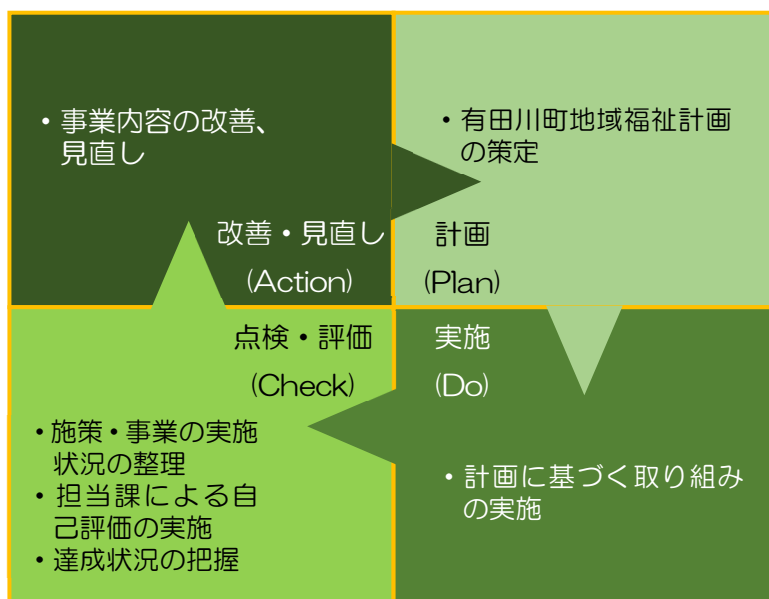 ・事業内容の改善、
見直し
改善・見直し
(Action)
・有田川町地域福祉計画
の策定
計画
(Plan)
点検・評価
(Check)
・施策・事業の実施
状況の整理
・担当課による自
己評価の実施
・達成状況の把握
実施
(Do)
・計画に基づく取り組み
の実施